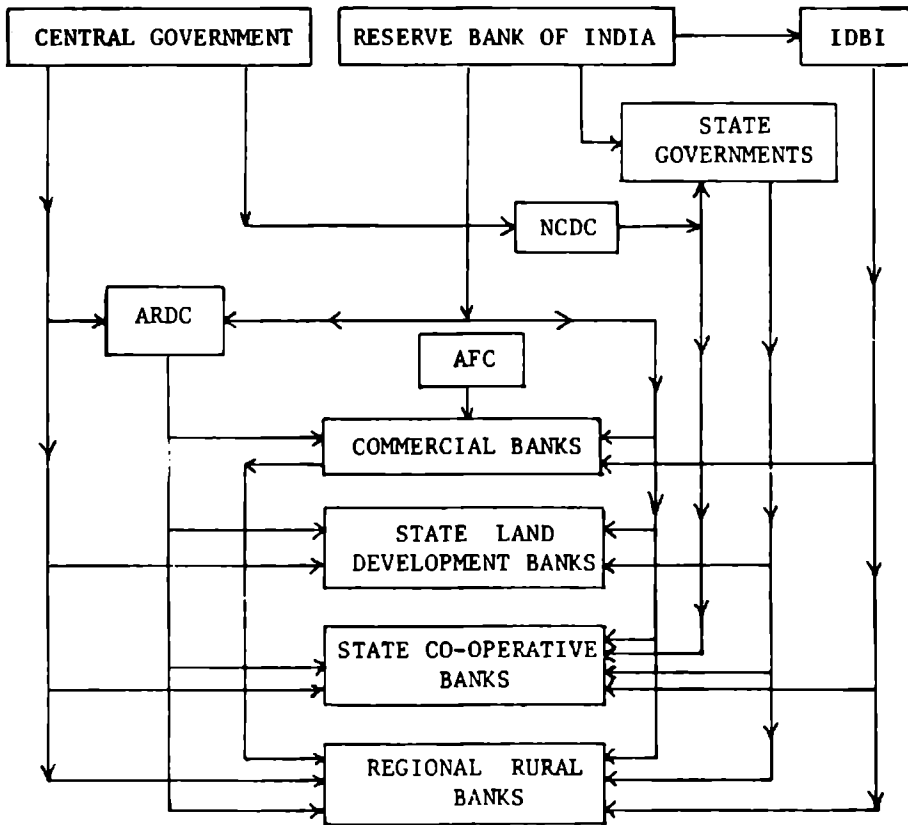 CENTRAL GOVERNMENT
RESERVE BANK OF INDIA
IDBI
STATE
GOVERNMENTS
NCDC
ARDC
AFC
COMMERCIAL BANKS
STATE LAND
DEVELOPMENT BANKS
STATE CO-OPERATIVE
BANKS
REGIONAL RURAL
BANKS